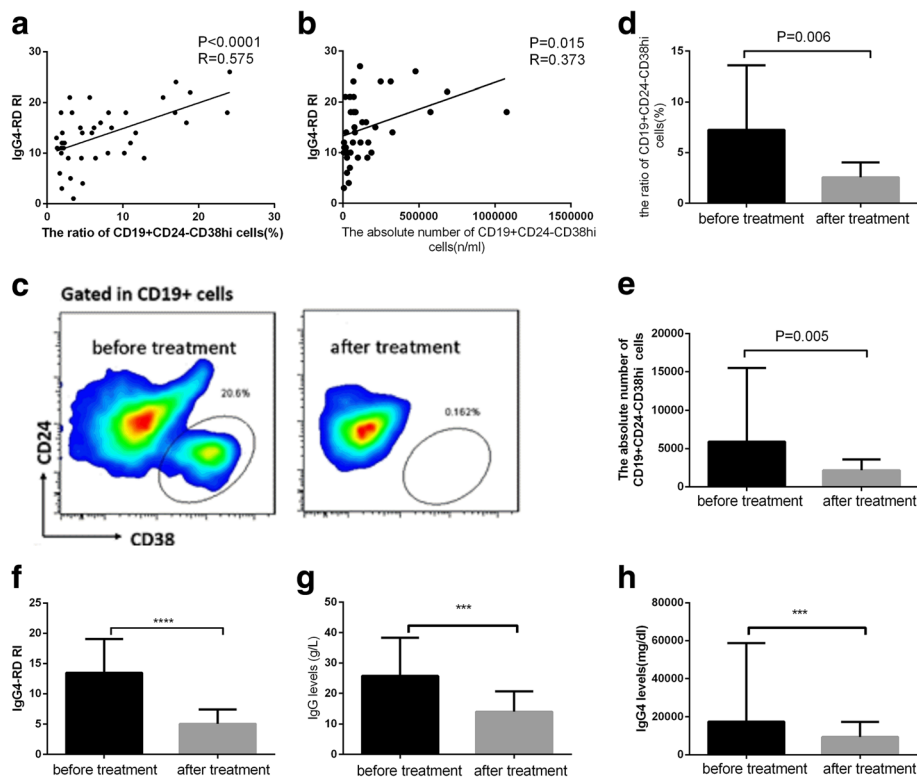 a
P<0.0001
R=0.575
30
20
10
0
IgG4-RD RI
0 10 20 30
The ratio of CD19+CD24-CD38hi cells(%)
b
P=0.015
R=0.373
30
20
10
0
IgG4-RD RI
0 500000 1000000 1500000
The absolute number of CD19+CD24-CD38hi
cells(n/ml)
d
P=0.006
15
10
5
0
the ratio of CD19+CD24-CD38hi
cells(%)
before treatment after treatment
c
Gated in CD19+ cells
before treatment
20.6%
after treatment
0.162%
CD24
CD38
e
P=0.005
20000
15000
10000
5000
0
The absolute number of
CD19+CD24-CD38hi cells
before treatment after treatment
f
****
25
20
15
10
5
0
IgG4-RD RI
before treatment after treatment
g
***
50
40
30
20
10
0
IgG levels (g/L)
before treatment after treatment
h
***
80000
60000
40000
20000
0
IgG4 levels(mg/dl)
before treatment after treatment